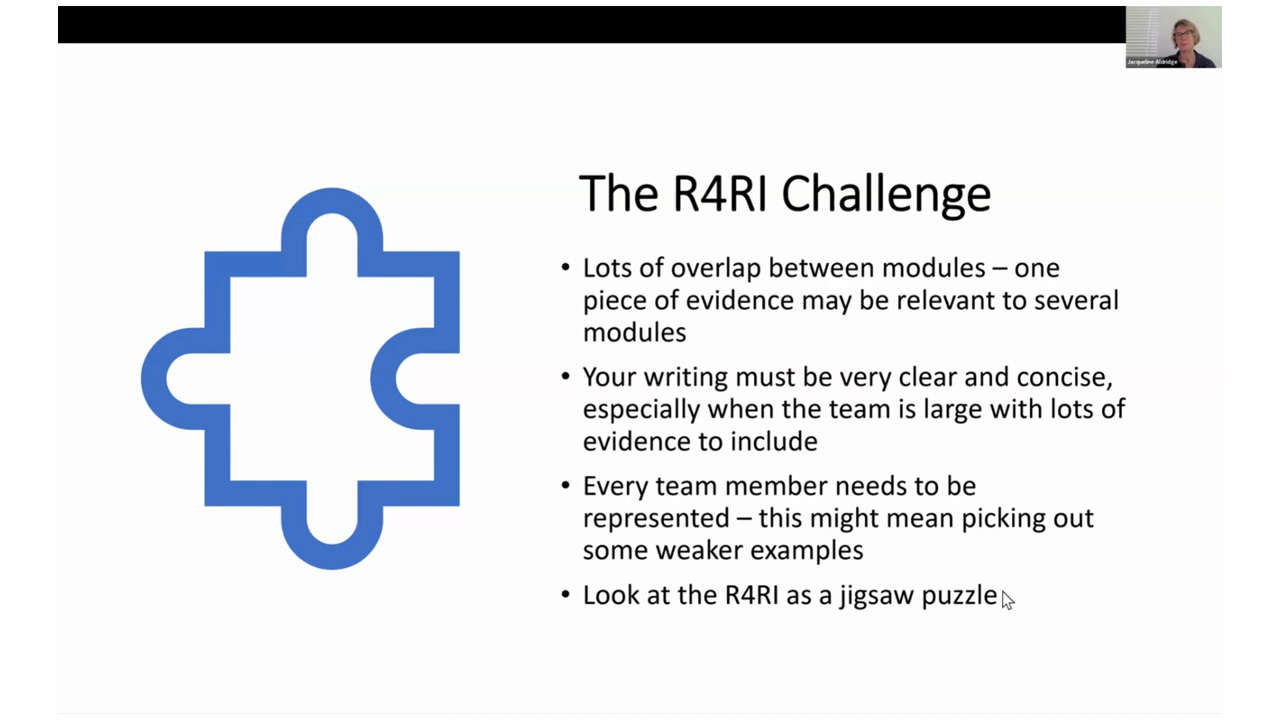 Jacqueline Aldridge
The R4RI Challenge
• Lots of overlap between modules – one
piece of evidence may be relevant to several
modules
• Your writing must be very clear and concise,
especially when the team is large with lots of
evidence to include
• Every team member needs to be
represented – this might mean picking out
some weaker examples
• Look at the R4RI as a jigsaw puzzle